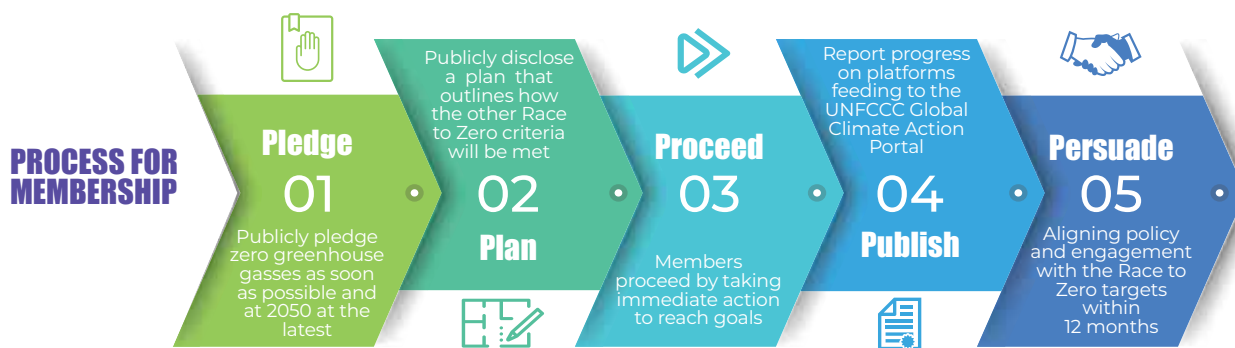 PROCESS FOR
MEMBERSHIP
Pledge
01
Publicly pledge
zero greenhouse
gasses as soon
as possible and
at 2050 at the
latest
Publicly disclose
a plan that
outlines how
the other Race
to Zero criteria
will be met
02
Plan
Proceed
03
Members
proceed by taking
immediate action
to reach goals
Report progress
on platforms
feeding to the
UNFCCC Global
Climate Action
Portal
04
Publish
Persuade
05
Aligning policy
and engagement
with the Race to
Zero targets
within
12 months